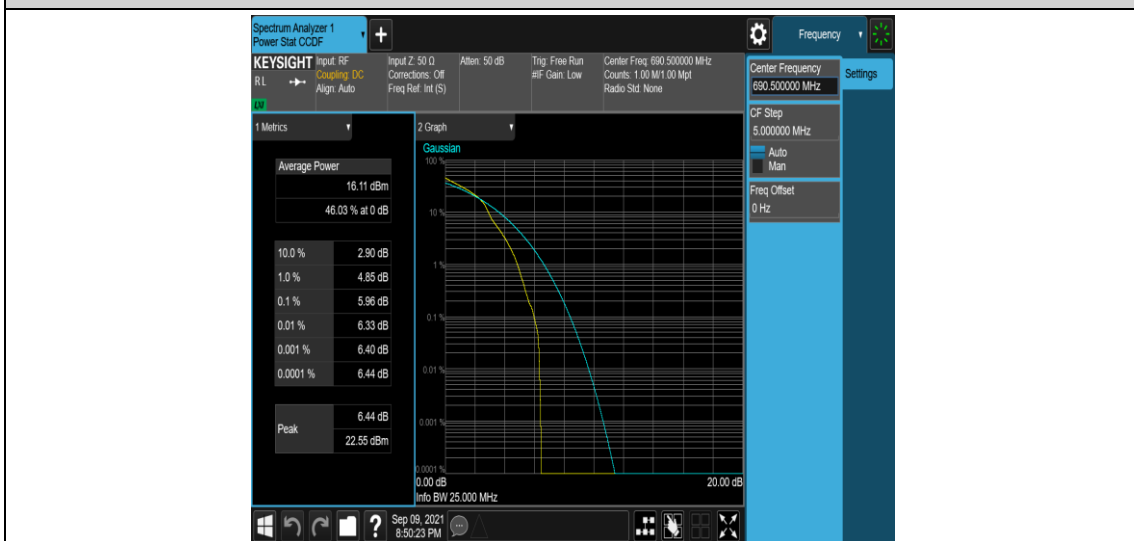 Spectrum Analyzer 1
Power Stat CCDF
+
Frequency
KEYSIGHT
RL
LXI
Input: RF
Coupling: DC
Align: Auto
Input Z: 50 Ω
Corrections: Off
Freq Ref: Int (S)
Atten: 50 dB
Trig: Free Run
#IF Gain: Low
Center Freq: 690.500000 MHz
Counts: 1.00 M/1.00 Mpt
Radio Std: None
Center Frequency
690.500000 MHz
Settings
CF Step
5.000000 MHz
Auto
Man
Freq Offset
0 Hz
1 Metrics
Average Power
16.11 dBm
46.03 % at 0 dB
10.0 % 2.90 dB
1.0 % 4.85 dB
0.1 % 5.96 dB
0.01 % 6.33 dB
0.001 % 6.40 dB
0.0001 % 6.44 dB
Peak
6.44 dB
22.55 dBm
2 Graph
Gaussian
100 %
10 %
1 %
0.1 %
0.01 %
0.001 %
0.0001 %
0.00 dB 20.00 dB
Info BW 25.000 MHz
?
Sep 09, 2021
8:50:23 PM